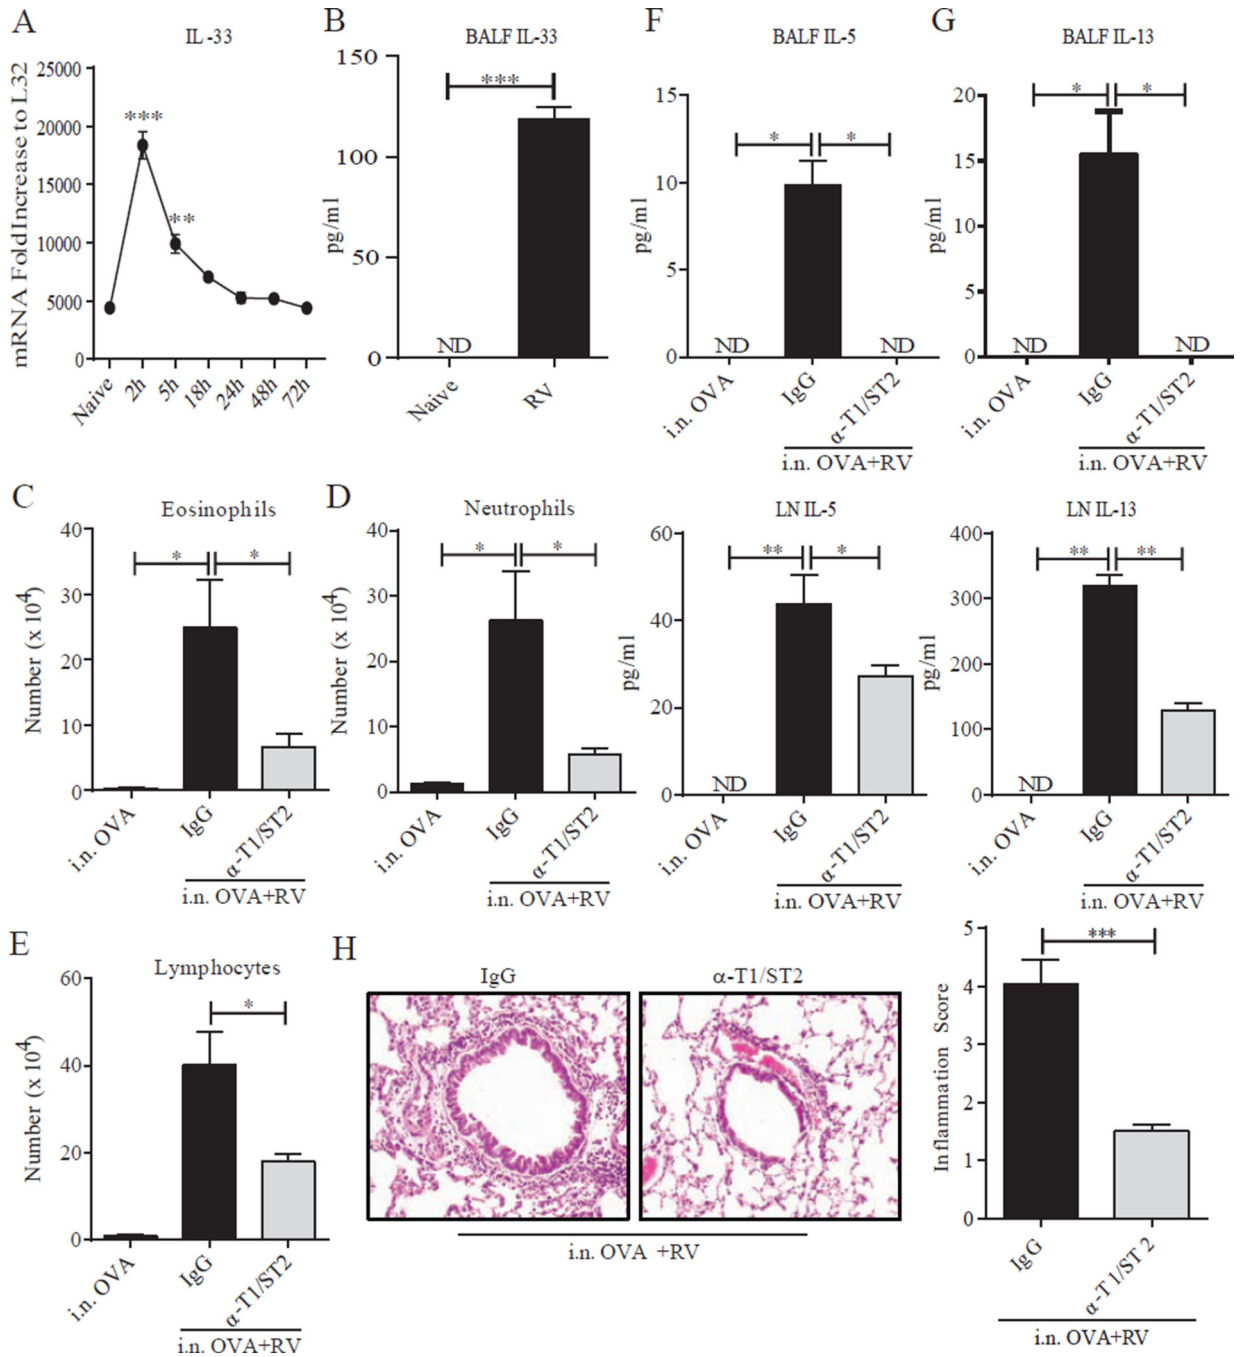 A
IL-33
mRNA Fold Increase to L32
25000
20000
15000
10000
5000
0
***
**
Naive
2h
5h
18h
24h
48h
72h
B
BALF IL-33
pg/ml
150
100
50
0
***
ND
Naive
RV
F
BALF IL-5
pg/ml
15
10
5
0
*
*
ND
ND
i.n. OVA
IgG
α-T1/ST2
i.n. OVA+RV
G
BALF IL-13
pg/ml
20
15
10
5
0
*
*
ND
ND
i.n. OVA
IgG
α-T1/ST2
i.n. OVA+RV
C
Eosinophils
Number (x 10⁴)
40
30
20
10
0
*
*
i.n. OVA
IgG
α-T1/ST2
i.n. OVA+RV
D
Neutrophils
Number (x 10⁴)
40
30
20
10
0
*
*
i.n. OVA
IgG
α-T1/ST2
i.n. OVA+RV
LN IL-5
pg/ml
60
40
20
0
**
*
ND
i.n. OVA
IgG
α-T1/ST2
i.n. OVA+RV
LN IL-13
pg/ml
400
300
200
100
0
**
**
ND
i.n. OVA
IgG
α-T1/ST2
i.n. OVA+RV
E
Lymphocytes
Number (x 10⁴)
60
40
20
0
*
i.n. OVA
IgG
α-T1/ST2
i.n. OVA+RV
H
IgG
α-T1/ST2
i.n. OVA +RV
Inflammation Score
5
4
3
2
1
0
***
IgG
α-T1/ST2
i.n. OVA+RV